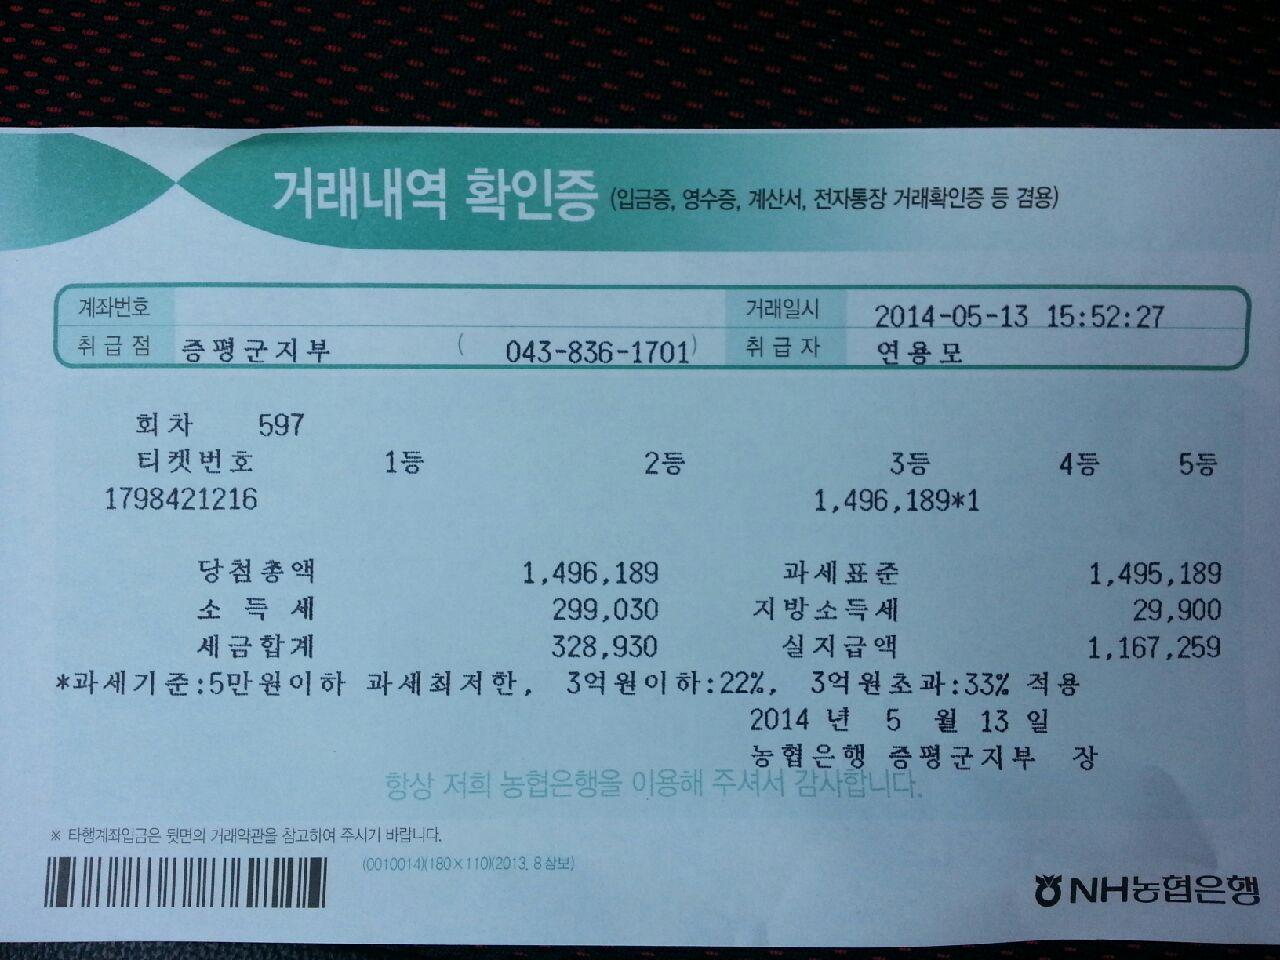 거래내역 확인증 (입금증, 영수증, 계산서, 전자통장 거래확인증 등 겸용)
계좌번호 거래일시 2014-05-13 15:52:27
취급점 증평군지부 ( 043-836-1701) 취급자 연용모
회차 597
티켓번호 1등 2등 3등 4등 5등
1798421216 1,496,189*1
당첨총액 1,496,189 과세표준 1,495,189
소득세 299,030 지방소득세 29,900
세금합계 328,930 실지급액 1,167,259
*과세기준:5만원이하 과세최저한, 3억원이하:22%, 3억원초과:33% 적용
2014 년 5 월 13 일
농협은행 증평군지부 장
항상 저희 농협은행을 이용해 주셔서 감사합니다.
※ 타행계좌입금은 뒷면의 거래약관을 참고하여 주시기 바랍니다.
(0010014)(180×110)(2013. 8 삼보)
NH농협은행